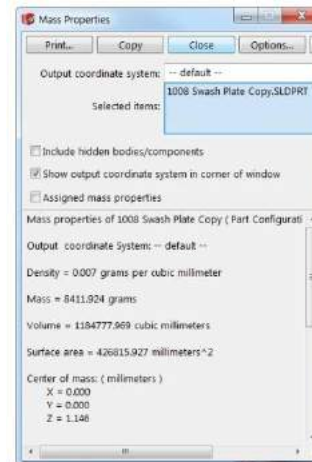 Mass Properties
Print... Copy Close Options...
Output coordinate system: -- default --
Selected items: 1008 Swash Plate Copy.SLDPRT
Include hidden bodies/components
Show output coordinate system in corner of window
Assigned mass properties
Mass properties of 1008 Swash Plate Copy ( Part Configurati
Output coordinate System: -- default --
Density = 0.007 grams per cubic millimeter
Mass = 8411.924 grams
Volume = 1184777.969 cubic millimeters
Surface area = 426815.927 millimeters^2
Center of mass: ( millimeters )
X = 0.000
Y = 0.000
Z = 1.146